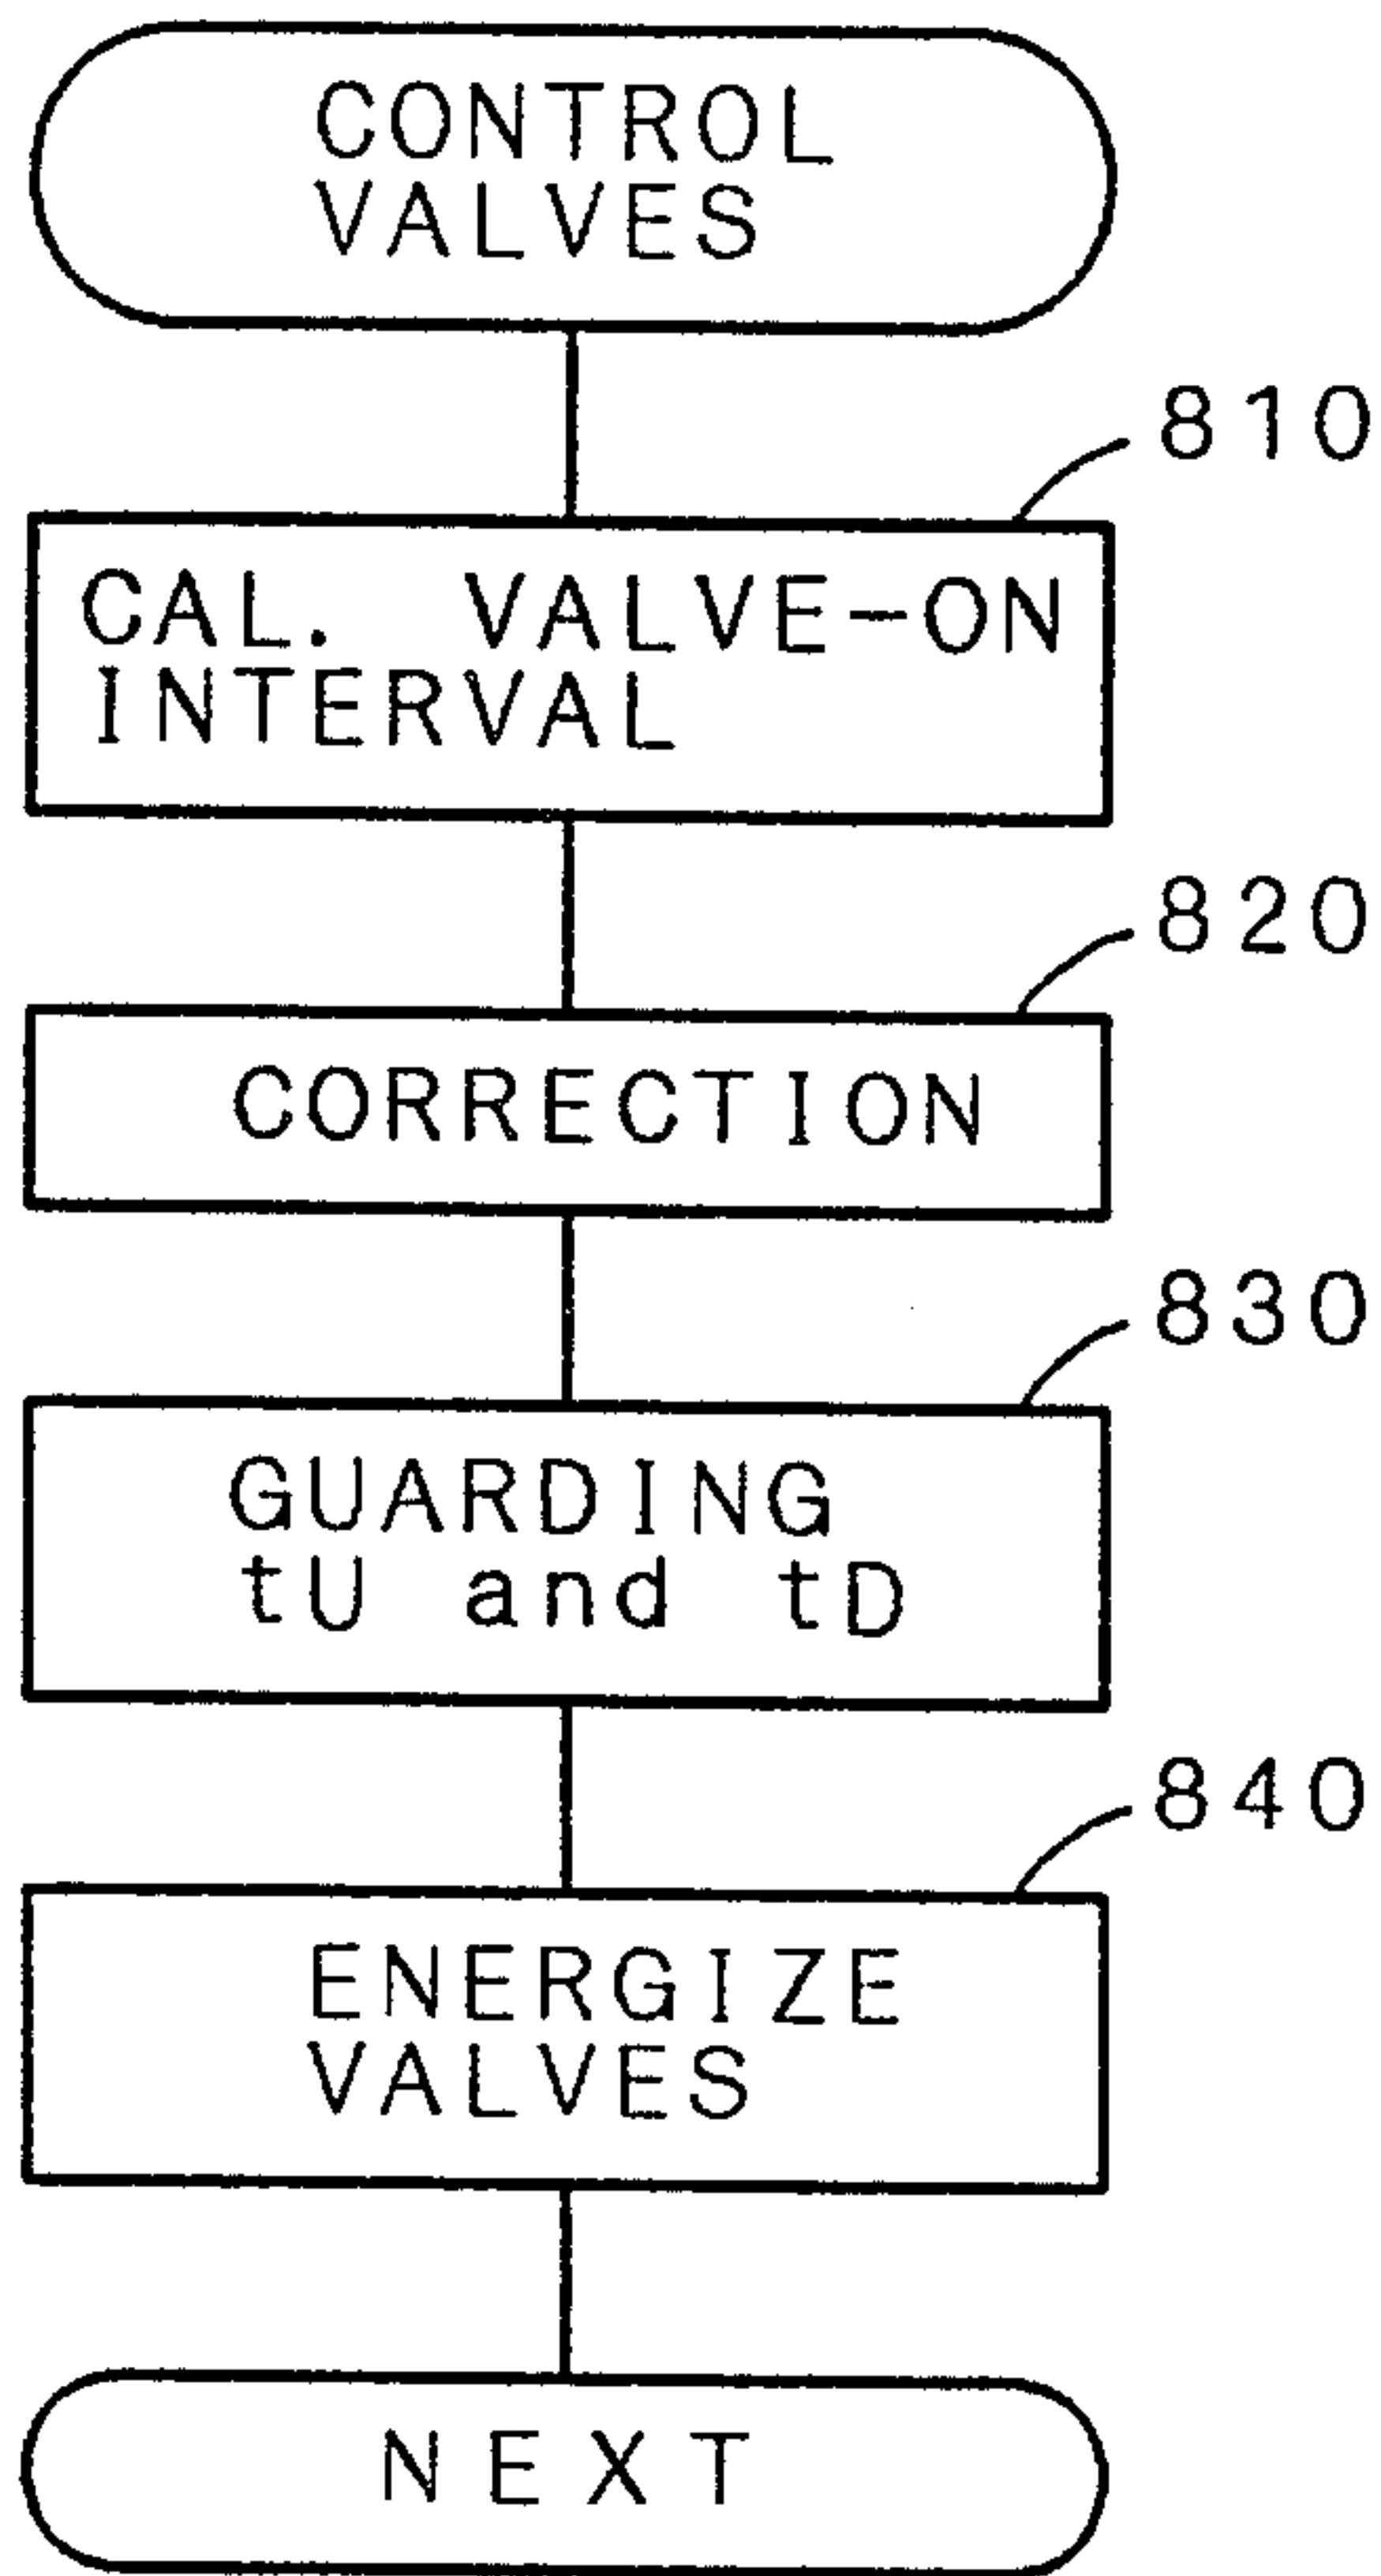 CONTROL
VALVES
810
CAL. VALVE-ON
INTERVAL
820
CORRECTION
830
GUARDING
tU and tD
840
ENERGIZE
VALVES
NEXT